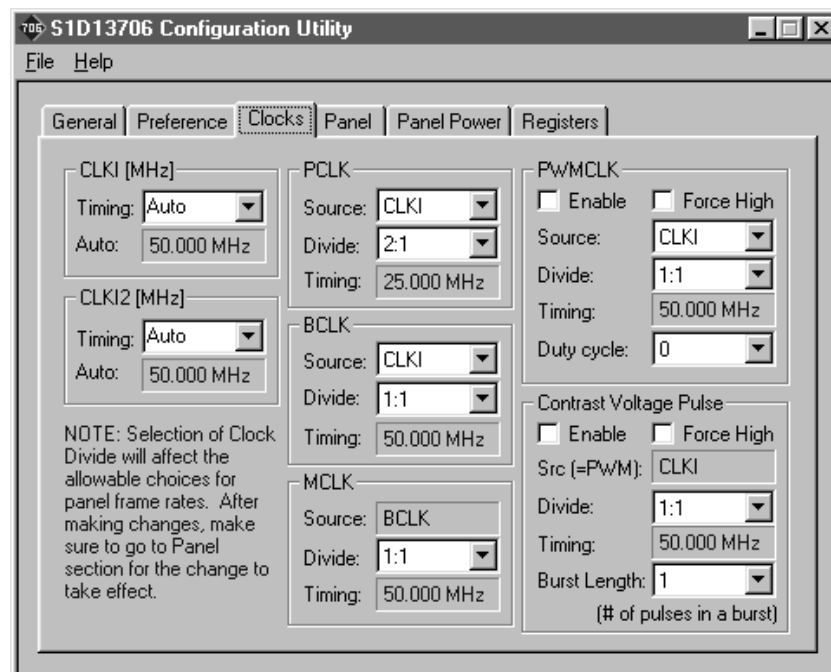 706 S1D13706 Configuration Utility
File Help
General Preference Clocks Panel Panel Power Registers
CLKI [MHz]
Timing: Auto
Auto: 50.000 MHz
CLKI2 [MHz]
Timing: Auto
Auto: 50.000 MHz
NOTE: Selection of Clock
Divide will affect the
allowable choices for
panel frame rates. After
making changes, make
sure to go to Panel
section for the change to
take effect.
PCLK
Source: CLKI
Divide: 2:1
Timing: 25.000 MHz
BCLK
Source: CLKI
Divide: 1:1
Timing: 50.000 MHz
MCLK
Source: BCLK
Divide: 1:1
Timing: 50.000 MHz
PWMCLK
Enable Force High
Source: CLKI
Divide: 1:1
Timing: 50.000 MHz
Duty cycle: 0
Contrast Voltage Pulse
Enable Force High
Src (=PWM): CLKI
Divide: 1:1
Timing: 50.000 MHz
Burst Length: 1
(# of pulses in a burst)